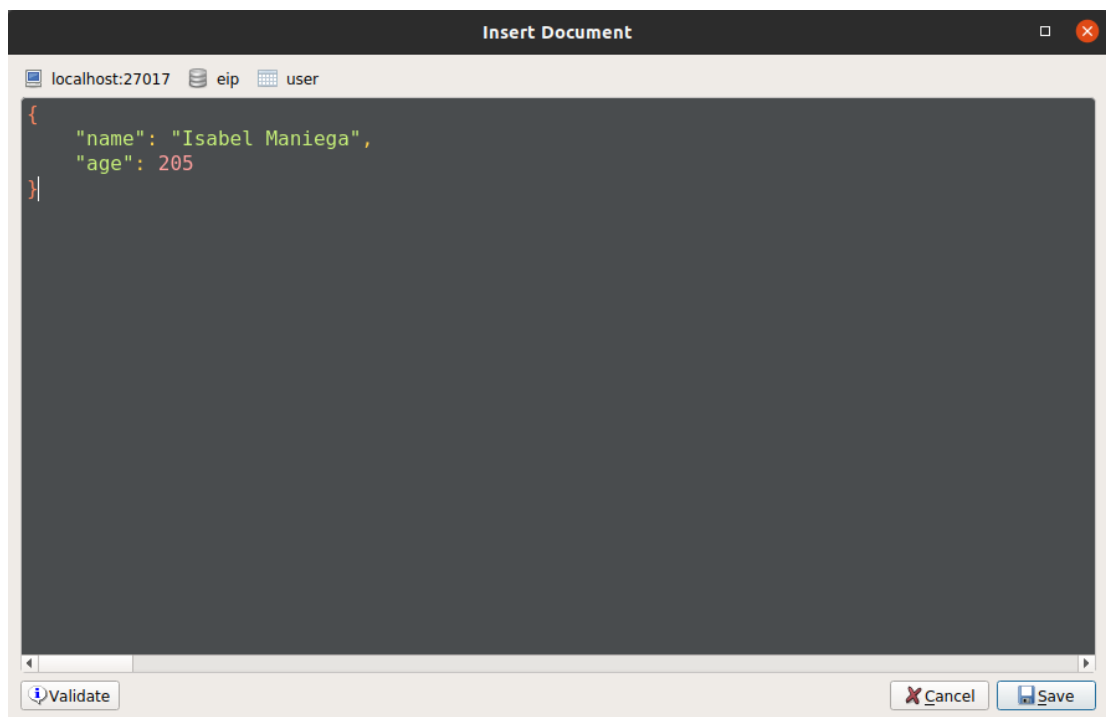 Insert Document
localhost:27017 eip user
{
    "name": "Isabel Maniega",
    "age": 205
}
Validate
Cancel
Save